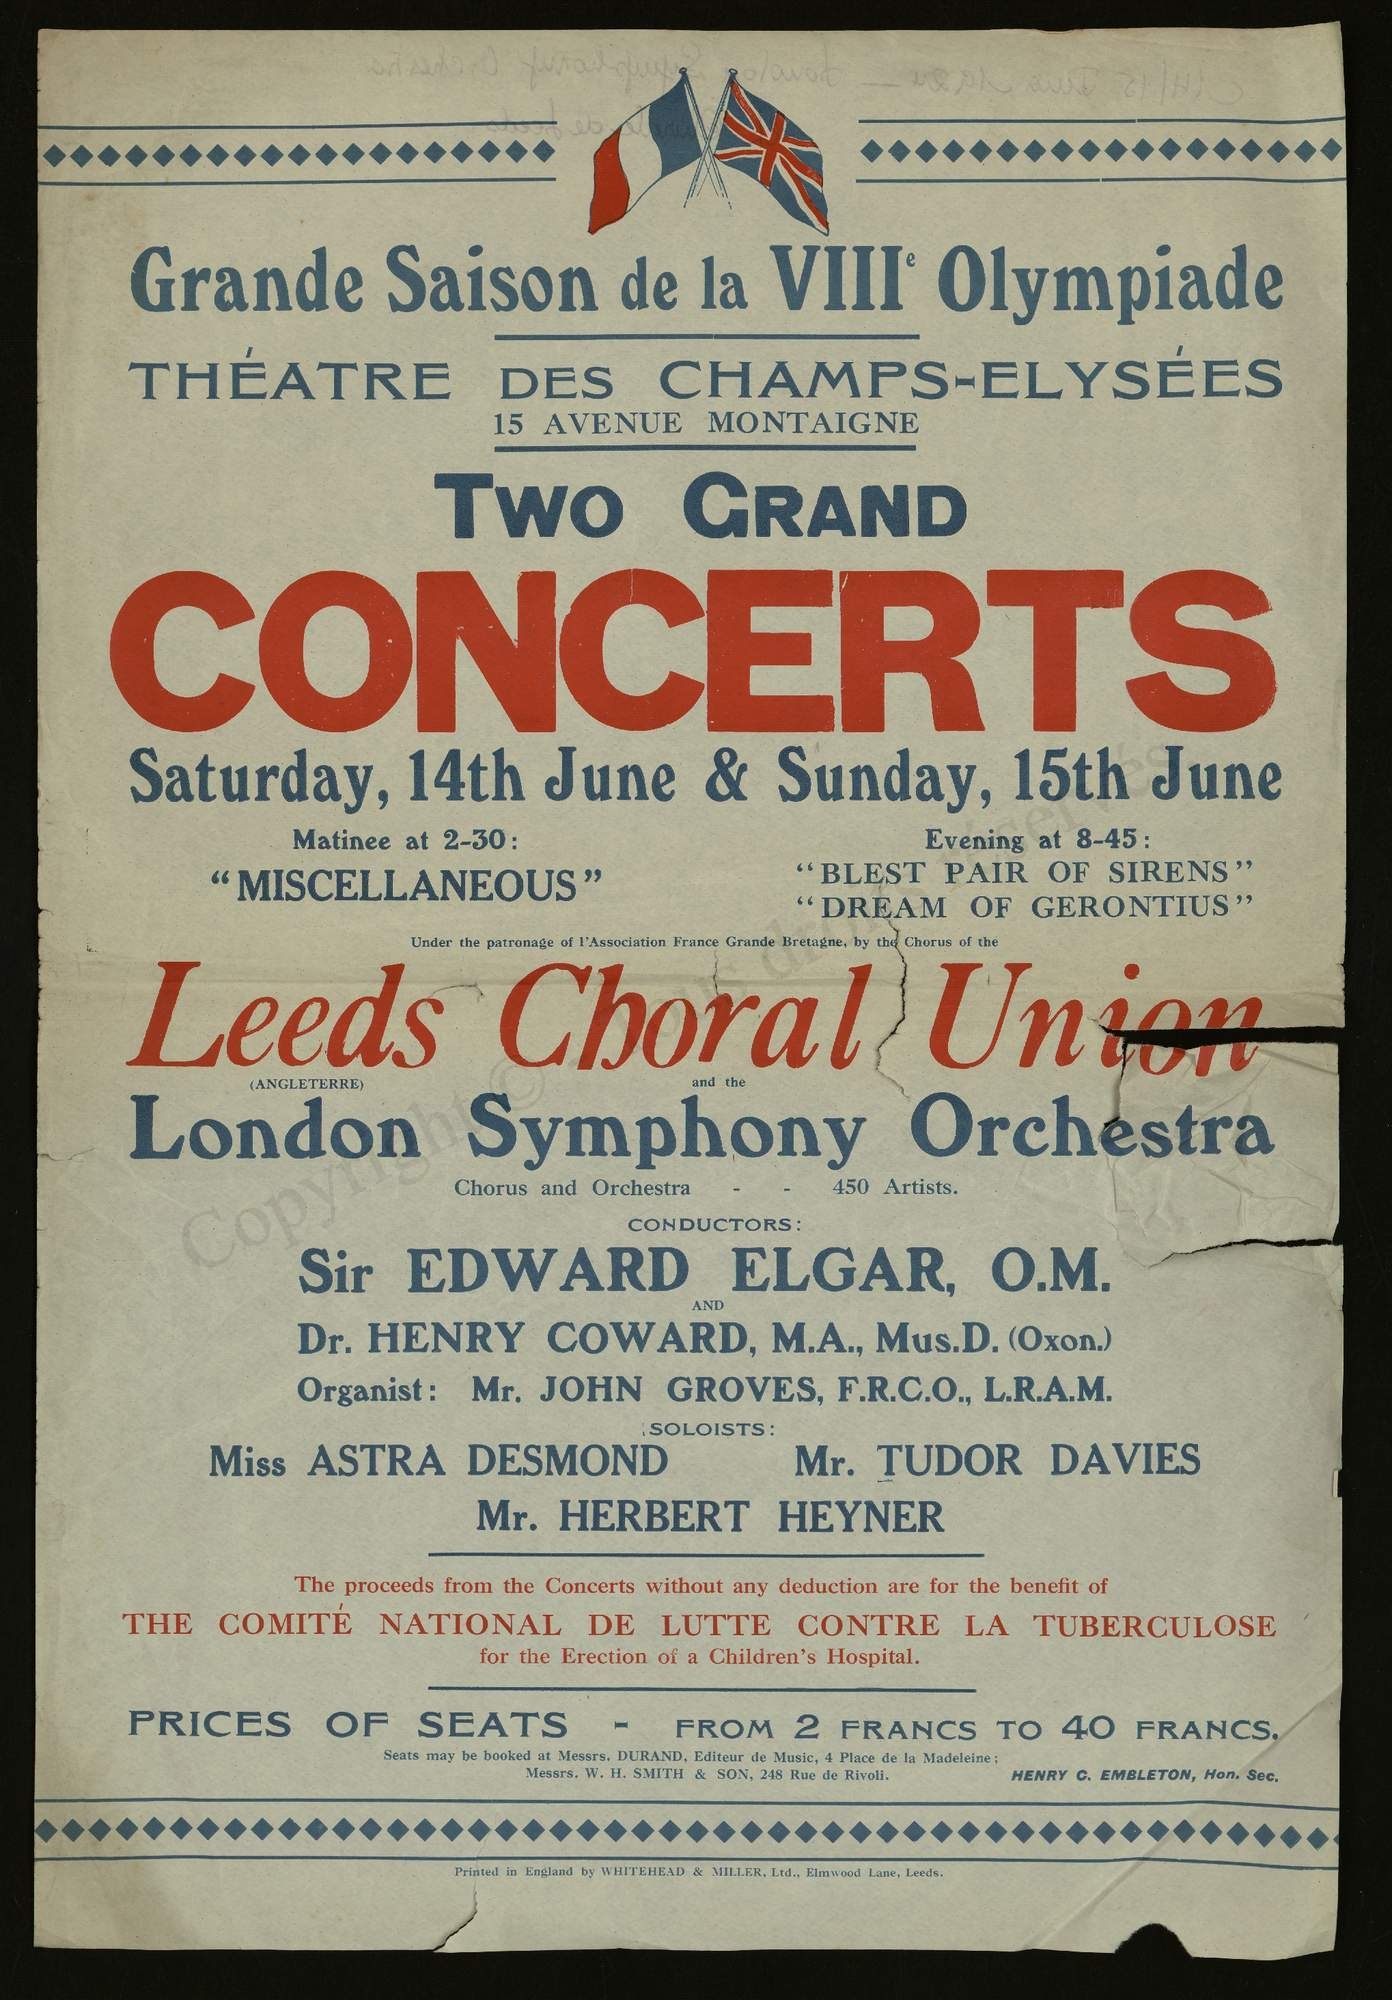 Grande Saison de la VIIIe Olympiade
THÉATRE DES CHAMPS-ELYSÉES
15 AVENUE MONTAIGNE
TWO GRAND
CONCERTS
Saturday, 14th June & Sunday, 15th June
Matinee at 2-30:
"MISCELLANEOUS"
Evening at 8-45:
"BLEST PAIR OF SIRENS"
"DREAM OF GERONTIUS"
Under the patronage of l'Association France Grande Bretagne, by the Chorus of the
Leeds Choral Union
(ANGLETERRE) and the
London Symphony Orchestra
Chorus and Orchestra - - 450 Artists.
CONDUCTORS:
Sir EDWARD ELGAR, O.M.
AND
Dr. HENRY COWARD, M.A., Mus.D. (Oxon.)
Organist: Mr. JOHN GROVES, F.R.C.O., L.R.A.M.
SOLOISTS:
Miss ASTRA DESMOND Mr. TUDOR DAVIES
Mr. HERBERT HEYNER
The proceeds from the Concerts without any deduction are for the benefit of
THE COMITÉ NATIONAL DE LUTTE CONTRE LA TUBERCULOSE
for the Erection of a Children's Hospital.
PRICES OF SEATS - FROM 2 FRANCS TO 40 FRANCS.
Seats may be booked at Messrs. DURAND, Editeur de Music, 4 Place de la Madeleine;
Messrs. W. H. SMITH & SON, 248 Rue de Rivoli.
HENRY C. EMBLETON, Hon. Sec.
Printed in England by WHITEHEAD & MILLER, Ltd., Elmwood Lane, Leeds.
Copyright © Tous droits réservés